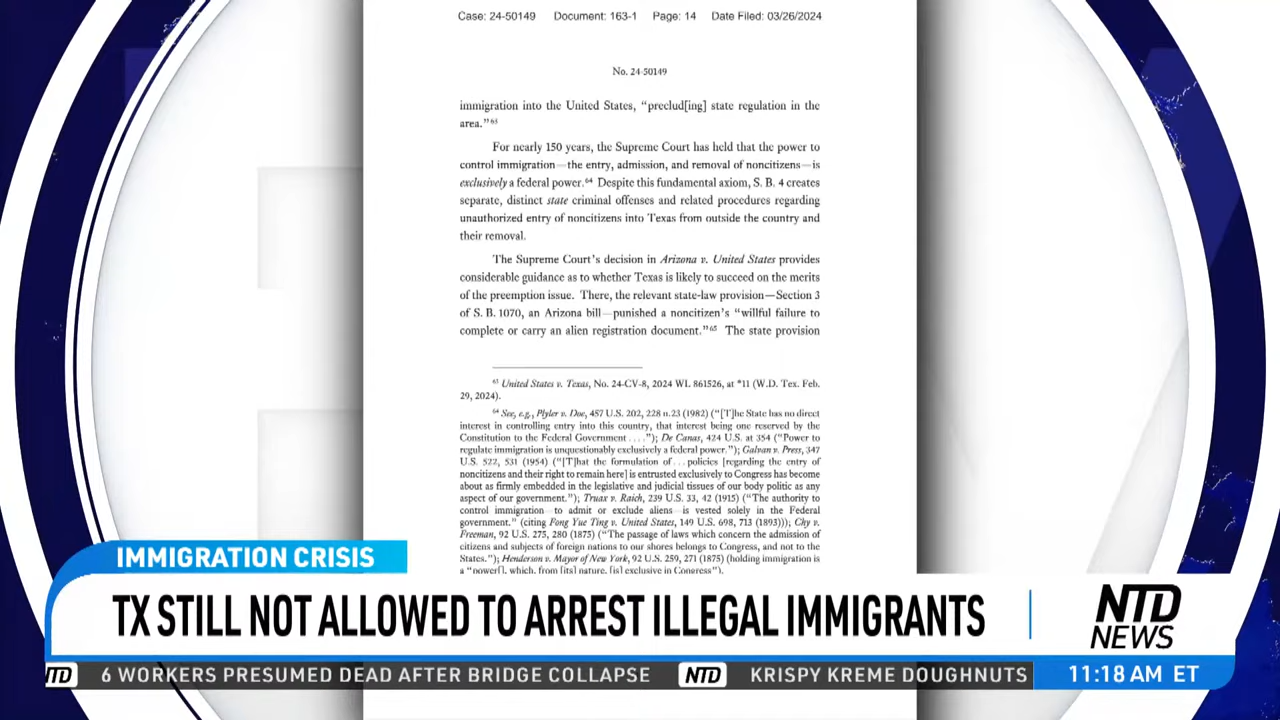 Case: 24-50149 Document: 163-1 Page: 14 Date Filed: 03/26/2024
No. 24-50149
immigration into the United States, “preclud[ing] state regulation in the
area.”⁶³
For nearly 150 years, the Supreme Court has held that the power to
control immigration—the entry, admission, and removal of noncitizens—is
exclusively a federal power.⁶⁴ Despite this fundamental axiom, S. B. 4 creates
separate, distinct state criminal offenses and related procedures regarding
unauthorized entry of noncitizens into Texas from outside the country and
their removal.
The Supreme Court’s decision in Arizona v. United States provides
considerable guidance as to whether Texas is likely to succeed on the merits
of the preemption issue. There, the relevant state-law provision—Section 3
of S. B. 1070, an Arizona bill—punished a noncitizen’s “willful failure to
complete or carry an alien registration document.”⁶⁵ The state provision
⁶³ United States v. Texas, No. 24-CV-8, 2024 WL 861526, at *11 (W.D. Tex. Feb.
29, 2024).
⁶⁴ See, e.g., Plyler v. Doe, 457 U.S. 202, 228 n.23 (1982) (“[T]he State has no direct
interest in controlling entry into this country, that interest being one reserved by the
Constitution to the Federal Government . . . .”); De Canas, 424 U.S. at 354 (“Power to
regulate immigration is unquestionably exclusively a federal power.”); Galvan v. Press, 347
U.S. 522, 531 (1954) (“[T]hat the formulation of . . . policies [regarding the entry of
noncitizens and their right to remain here] is entrusted exclusively to Congress has become
about as firmly embedded in the legislative and judicial tissues of our body politic as any
aspect of our government.”); Truax v. Raich, 239 U.S. 33, 42 (1915) (“The authority to
control immigration—to admit or exclude aliens—is vested solely in the Federal
government.” (citing Fong Yue Ting v. United States, 149 U.S. 698, 713 (1893))); Chy v.
Freeman, 92 U.S. 275, 280 (1875) (“The passage of laws which concern the admission of
citizens and subjects of foreign nations to our shores belongs to Congress, and not to the
States.”); Henderson v. Mayor of New York, 92 U.S. 259, 271 (1875) (holding immigration is
a “power[], which, from [its] nature, [is] exclusive in Congress”).
IMMIGRATION CRISIS
TX STILL NOT ALLOWED TO ARREST ILLEGAL IMMIGRANTS
NTD
NEWS
NTD 6 WORKERS PRESUMED DEAD AFTER BRIDGE COLLAPSE NTD KRISPY KREME DOUGHNUTS 11:18 AM ET